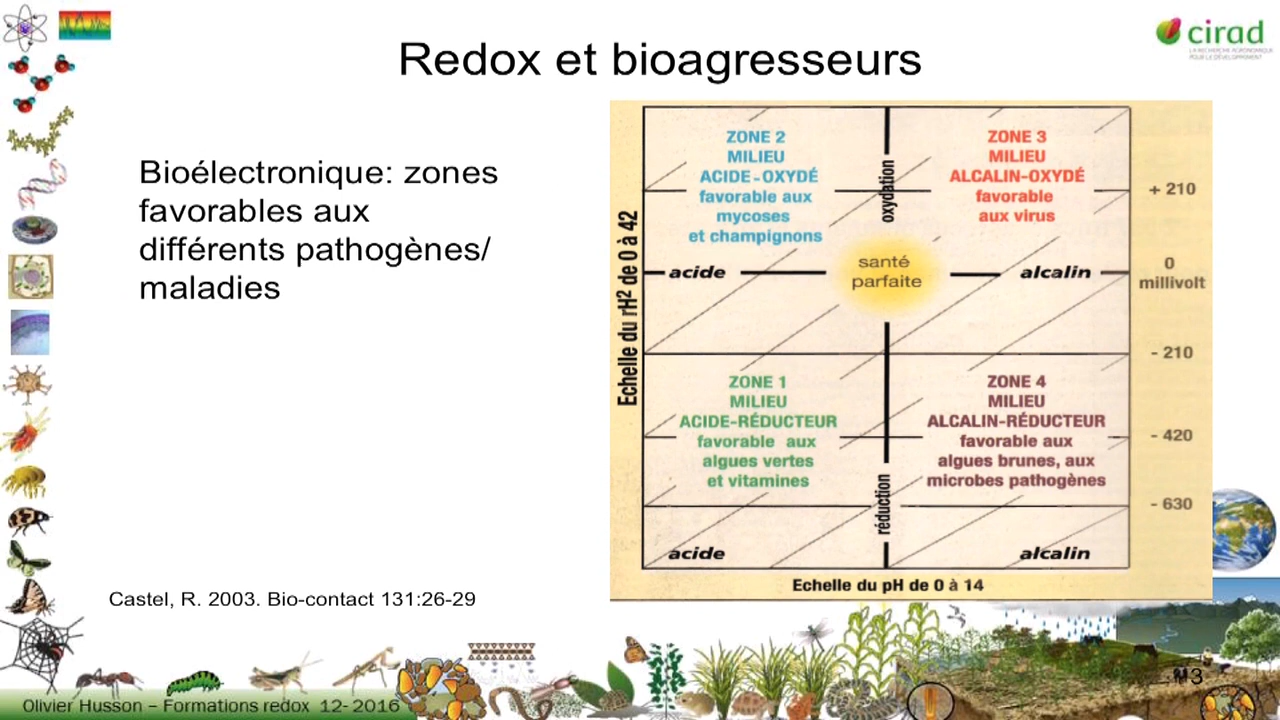 Redox et bioagresseurs
cirad
LA RECHERCHE AGRONOMIQUE
POUR LE DÉVELOPPEMENT
Bioélectronique: zones
favorables aux
différents pathogènes/
maladies
Echelle du rH² de 0 à 42
ZONE 2
MILIEU
ACIDE-OXYDÉ
favorable aux
mycoses
et champignons
oxydation
ZONE 3
MILIEU
ALCALIN-OXYDÉ
favorable
aux virus
+ 210
acide
santé
parfaite
alcalin
0
millivolt
- 210
ZONE 1
MILIEU
ACIDE-RÉDUCTEUR
favorable aux
algues vertes
et vitamines
réduction
ZONE 4
MILIEU
ALCALIN-RÉDUCTEUR
favorable aux
algues brunes, aux
microbes pathogènes
- 420
- 630
acide
alcalin
Echelle du pH de 0 à 14
Castel, R. 2003. Bio-contact 131:26-29
Olivier Husson – Formations redox 12- 2016